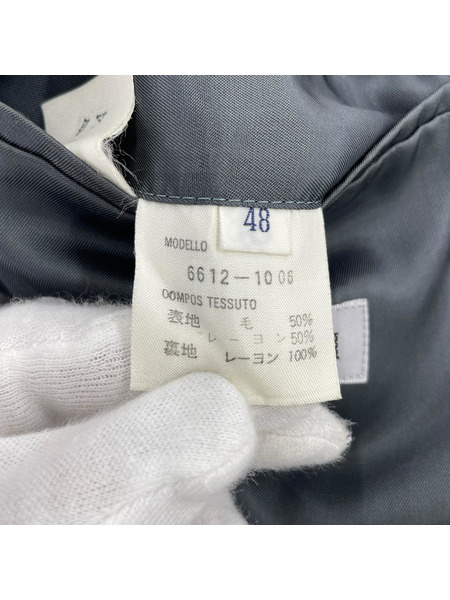 48
MODELLO
6612-1006
COMPOS TESSUTO
表地 毛 50%
レーヨン 50%
裏地 レーヨン 100%